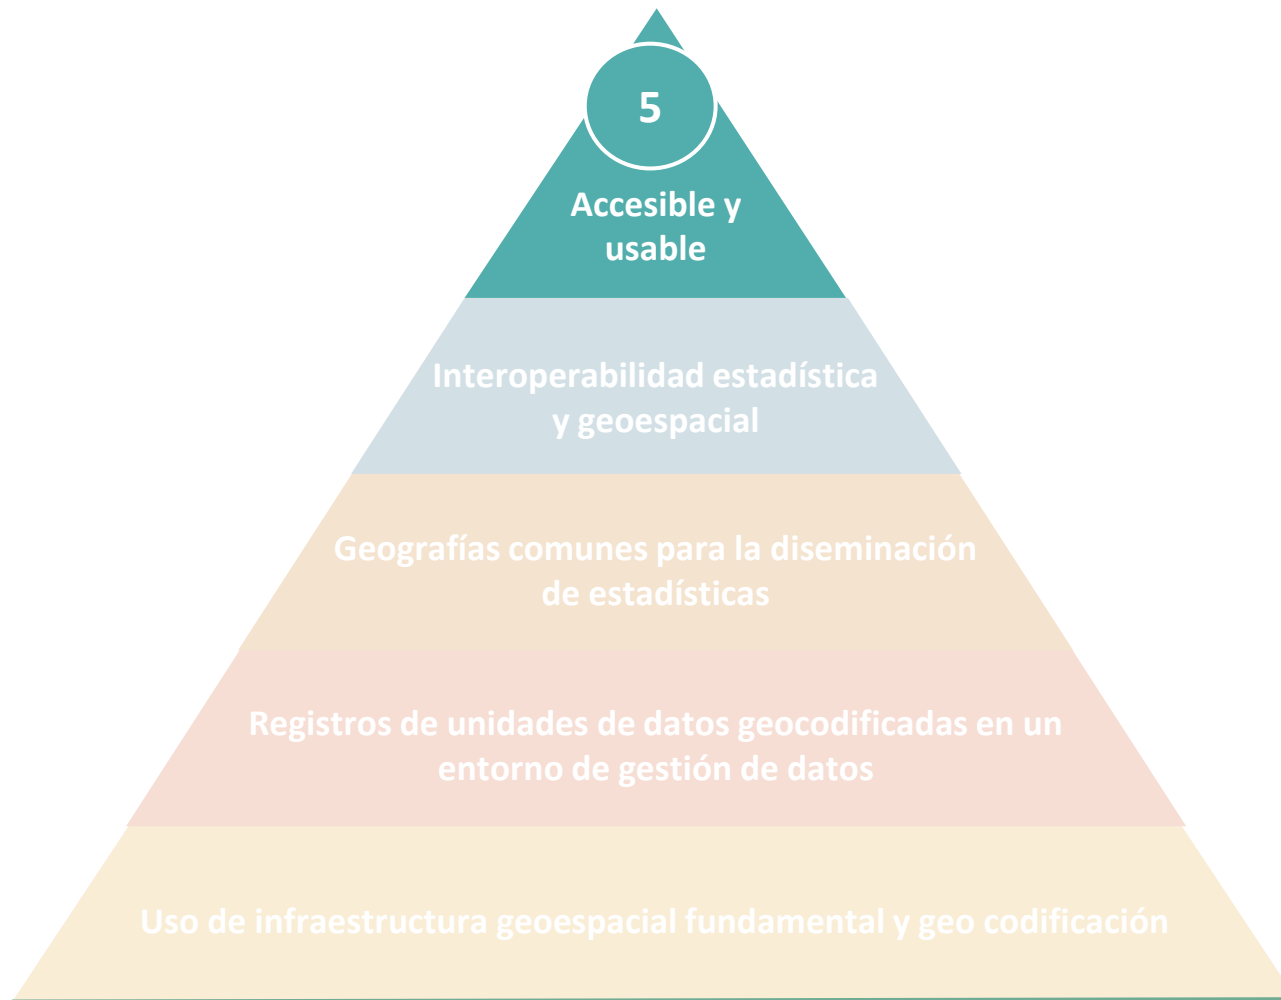 5
Accesible y
usable
Interoperabilidad estadística
y geoespacial
Geografías comunes para la diseminación
de estadísticas
Registros de unidades de datos geocodificadas en un
entorno de gestión de datos
Uso de infraestructura geoespacial fundamental y geo codificación